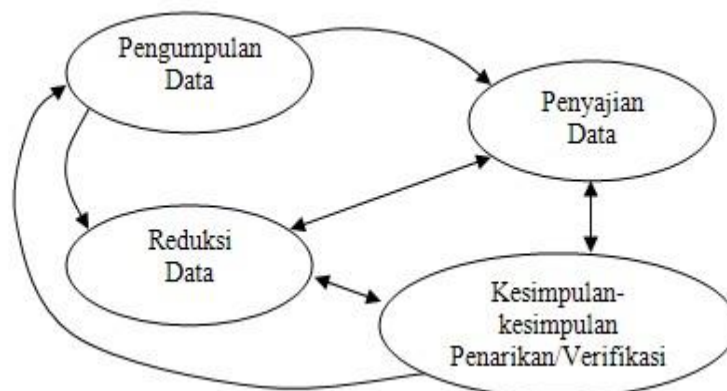 Pengumpulan
Data
Penyajian
Data
Reduksi
Data
Kesimpulan-
kesimpulan
Penarikan/Verifikasi